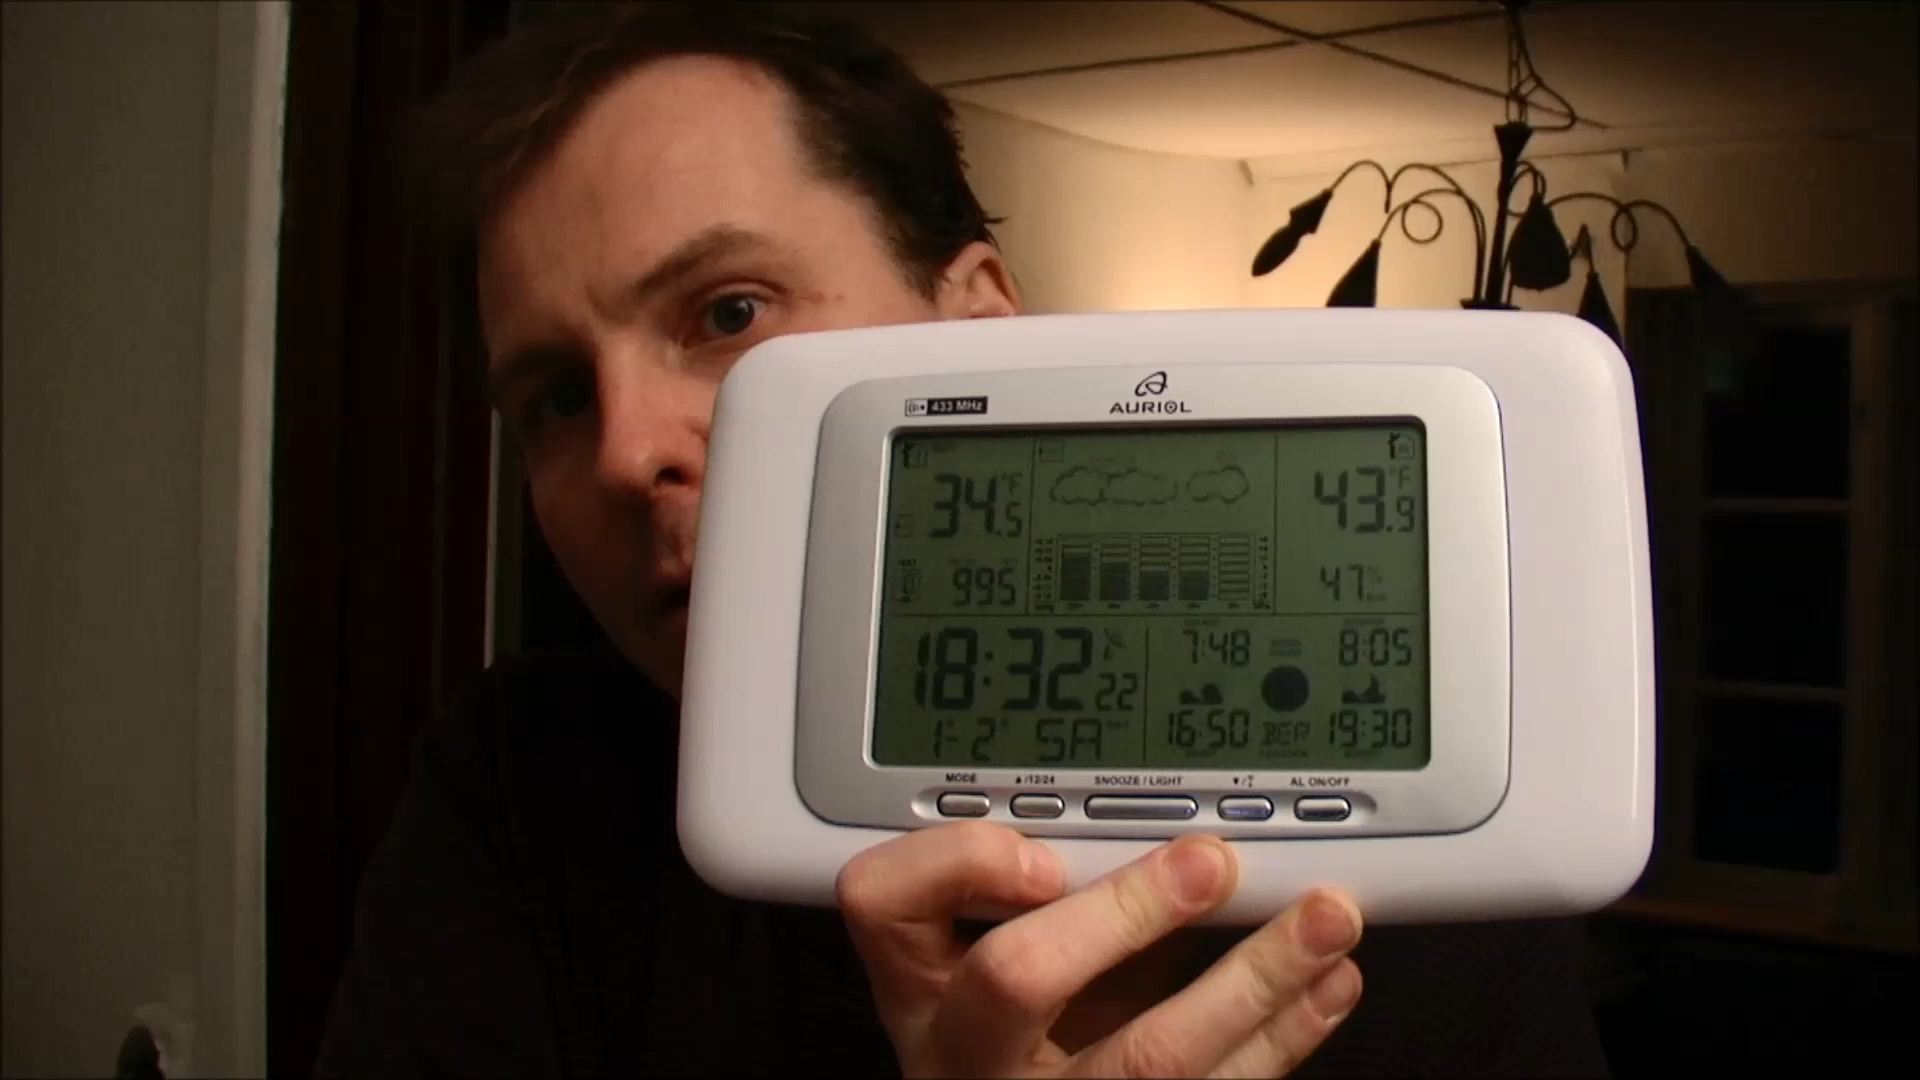 433 MHz
AURIOL
34.5 °F
43.9 °F
995
47 %
18:32 22
7:48
8:05
1- 2- SA
16:50
BER
19:30
MODE
▲/12/24
SNOOZE / LIGHT
AL ON/OFF